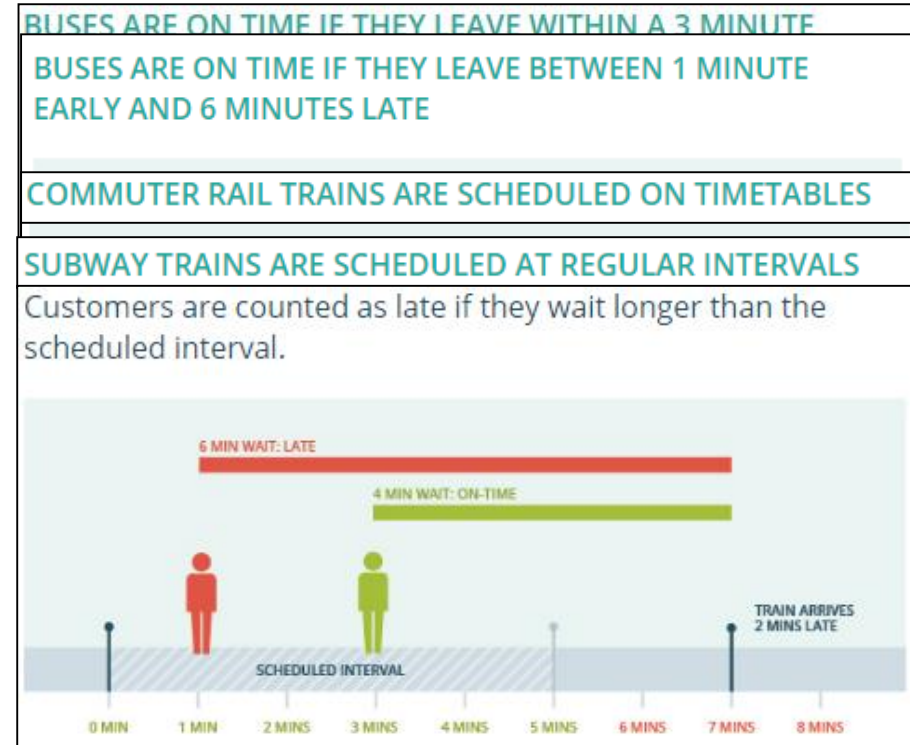 BUSES ARE ON TIME IF THEY LEAVE WITHIN A 3 MINUTE
BUSES ARE ON TIME IF THEY LEAVE BETWEEN 1 MINUTE
EARLY AND 6 MINUTES LATE
COMMUTER RAIL TRAINS ARE SCHEDULED ON TIMETABLES
SUBWAY TRAINS ARE SCHEDULED AT REGULAR INTERVALS
Customers are counted as late if they wait longer than the
scheduled interval.
6 MIN WAIT: LATE
4 MIN WAIT: ON-TIME
TRAIN ARRIVES
2 MINS LATE
SCHEDULED INTERVAL
0 MIN 1 MIN 2 MINS 3 MINS 4 MINS 5 MINS 6 MINS 7 MINS 8 MINS